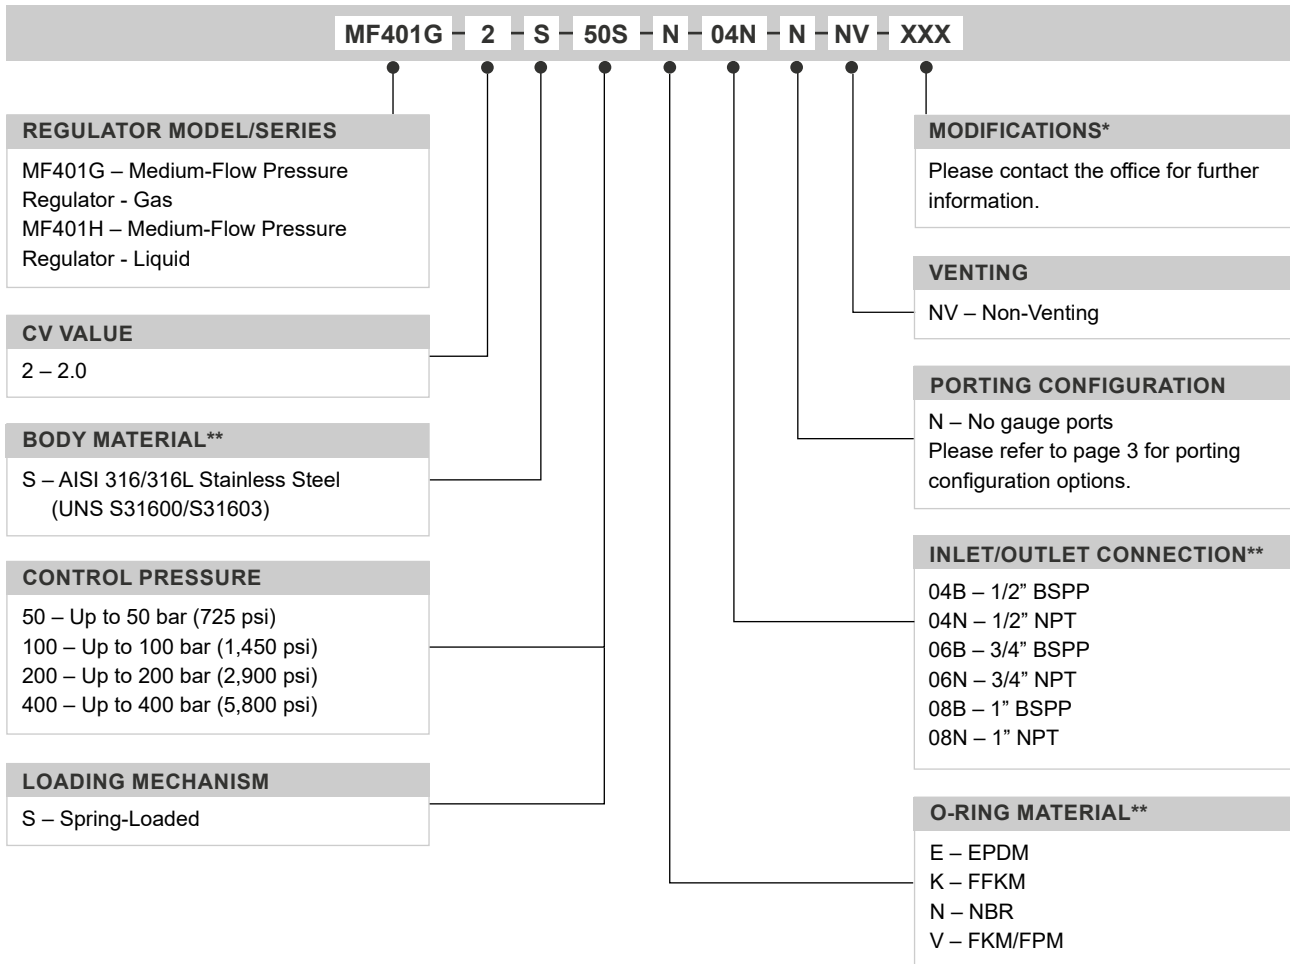 MF401G 2 S 50S N 04N N NV XXX
REGULATOR MODEL/SERIES
MF401G – Medium-Flow Pressure
Regulator - Gas
MF401H – Medium-Flow Pressure
Regulator - Liquid
CV VALUE
2 – 2.0
BODY MATERIAL**
S – AISI 316/316L Stainless Steel
(UNS S31600/S31603)
CONTROL PRESSURE
50 – Up to 50 bar (725 psi)
100 – Up to 100 bar (1,450 psi)
200 – Up to 200 bar (2,900 psi)
400 – Up to 400 bar (5,800 psi)
LOADING MECHANISM
S – Spring-Loaded
MODIFICATIONS*
Please contact the office for further
information.
VENTING
NV – Non-Venting
PORTING CONFIGURATION
N – No gauge ports
Please refer to page 3 for porting
configuration options.
INLET/OUTLET CONNECTION**
04B – 1/2” BSPP
04N – 1/2” NPT
06B – 3/4” BSPP
06N – 3/4” NPT
08B – 1” BSPP
08N – 1” NPT
O-RING MATERIAL**
E – EPDM
K – FFKM
N – NBR
V – FKM/FPM